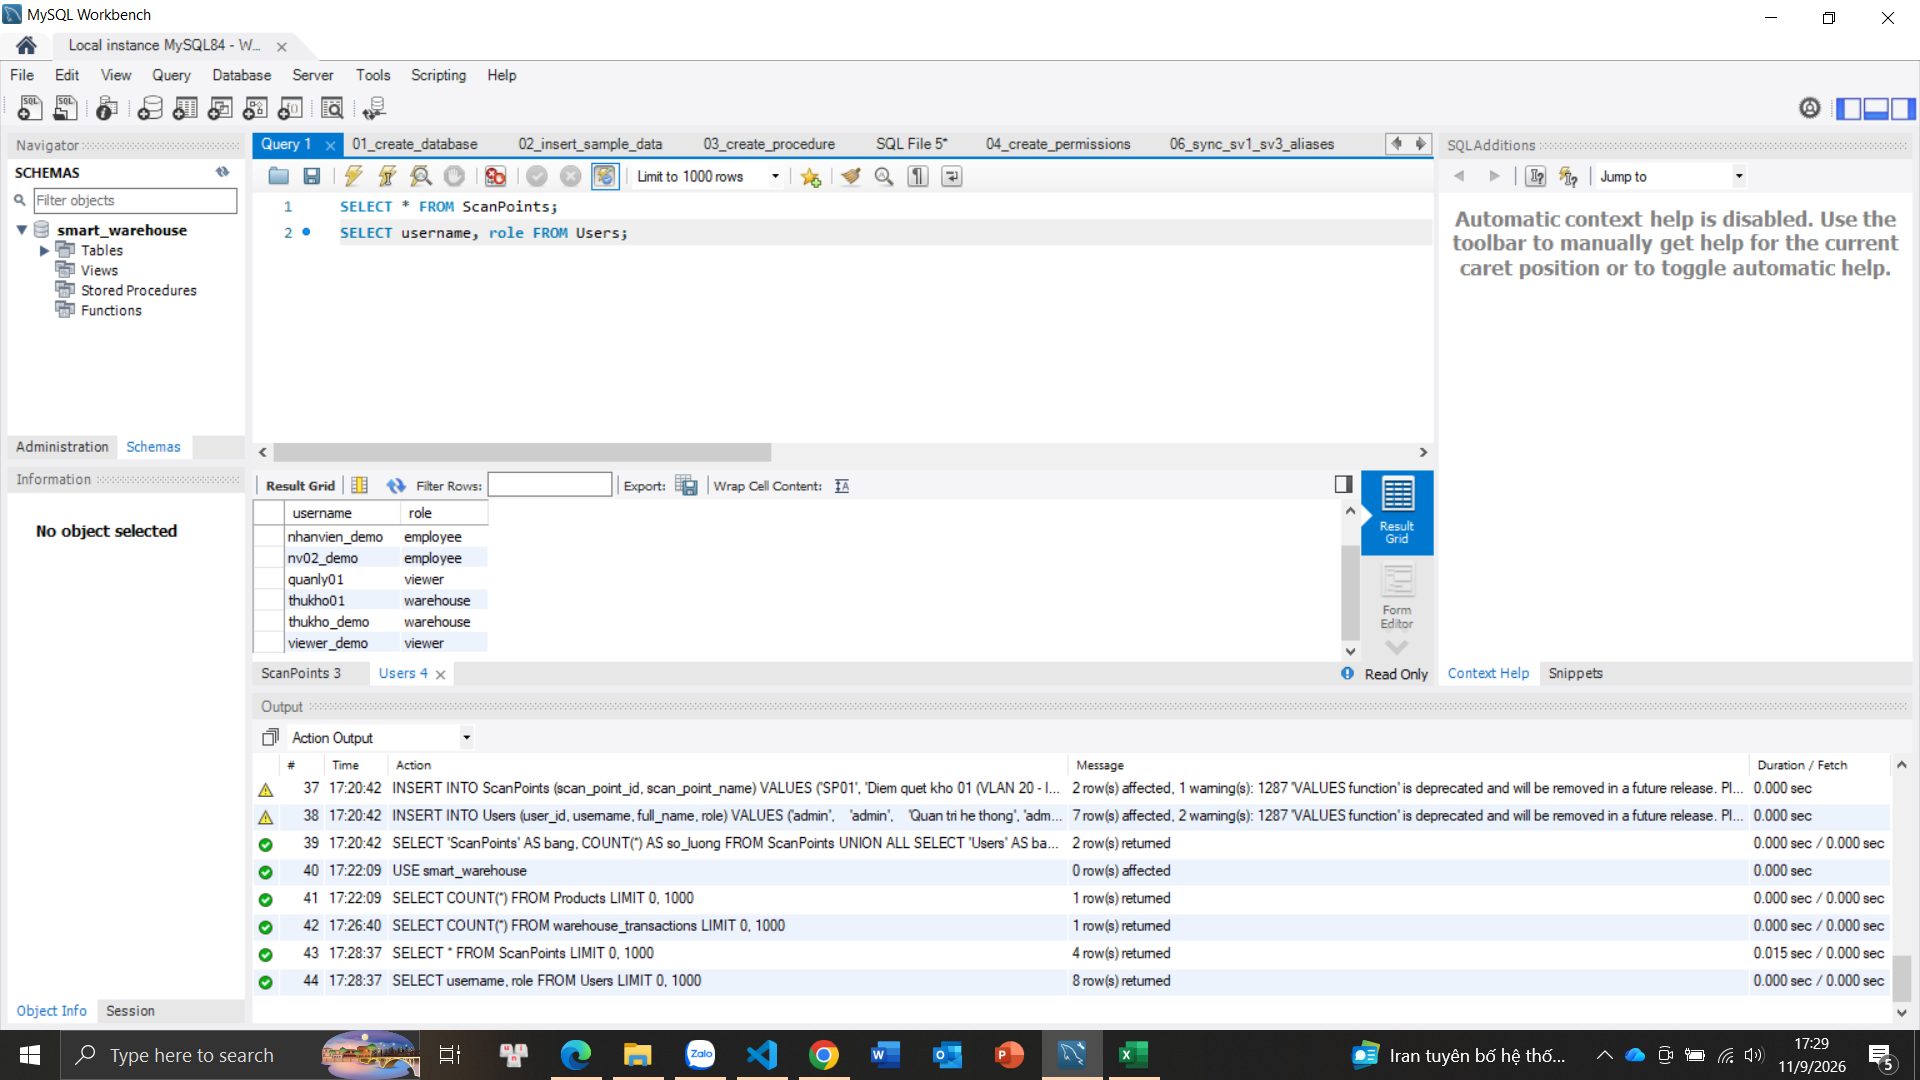 MySQL Workbench
Local instance MySQL84 - W...
File Edit View Query Database Server Tools Scripting Help
Navigator
SCHEMAS
Filter objects
smart_warehouse
Tables
Views
Stored Procedures
Functions
Administration Schemas
Information
No object selected
Object Info Session
Query 1 01_create_database 02_insert_sample_data 03_create_procedure SQL File 5* 04_create_permissions 06_sync_sv1_sv3_aliases
Limit to 1000 rows
1 SELECT * FROM ScanPoints;
2 SELECT username, role FROM Users;
Result Grid Filter Rows: Export: Wrap Cell Content:
username role
nhanvien_demo employee
nv02_demo employee
quanly01 viewer
thukho01 warehouse
thukho_demo warehouse
viewer_demo viewer
Result Grid
Form Editor
ScanPoints 3 Users 4 Read Only
SQLAdditions
Jump to
Automatic context help is disabled. Use the
toolbar to manually get help for the current
caret position or to toggle automatic help.
Context Help Snippets
Output
Action Output
# Time Action Message Duration / Fetch
37 17:20:42 INSERT INTO ScanPoints (scan_point_id, scan_point_name) VALUES ('SP01', 'Diem quet kho 01 (VLAN 20 - I... 2 row(s) affected, 1 warning(s): 1287 'VALUES function' is deprecated and will be removed in a future release. Pl... 0.000 sec
38 17:20:42 INSERT INTO Users (user_id, username, full_name, role) VALUES ('admin', 'admin', 'Quan tri he thong', 'adm... 7 row(s) affected, 2 warning(s): 1287 'VALUES function' is deprecated and will be removed in a future release. Pl... 0.000 sec
39 17:20:42 SELECT 'ScanPoints' AS bang, COUNT(*) AS so_luong FROM ScanPoints UNION ALL SELECT 'Users' AS ba... 2 row(s) returned 0.000 sec / 0.000 sec
40 17:22:09 USE smart_warehouse 0 row(s) affected 0.000 sec
41 17:22:09 SELECT COUNT(*) FROM Products LIMIT 0, 1000 1 row(s) returned 0.000 sec / 0.000 sec
42 17:26:40 SELECT COUNT(*) FROM warehouse_transactions LIMIT 0, 1000 1 row(s) returned 0.000 sec / 0.000 sec
43 17:28:37 SELECT * FROM ScanPoints LIMIT 0, 1000 4 row(s) returned 0.015 sec / 0.000 sec
44 17:28:37 SELECT username, role FROM Users LIMIT 0, 1000 8 row(s) returned 0.000 sec / 0.000 sec
Type here to search
Zalo
Iran tuyên bố hệ thố...
17:29
11/9/2026
5